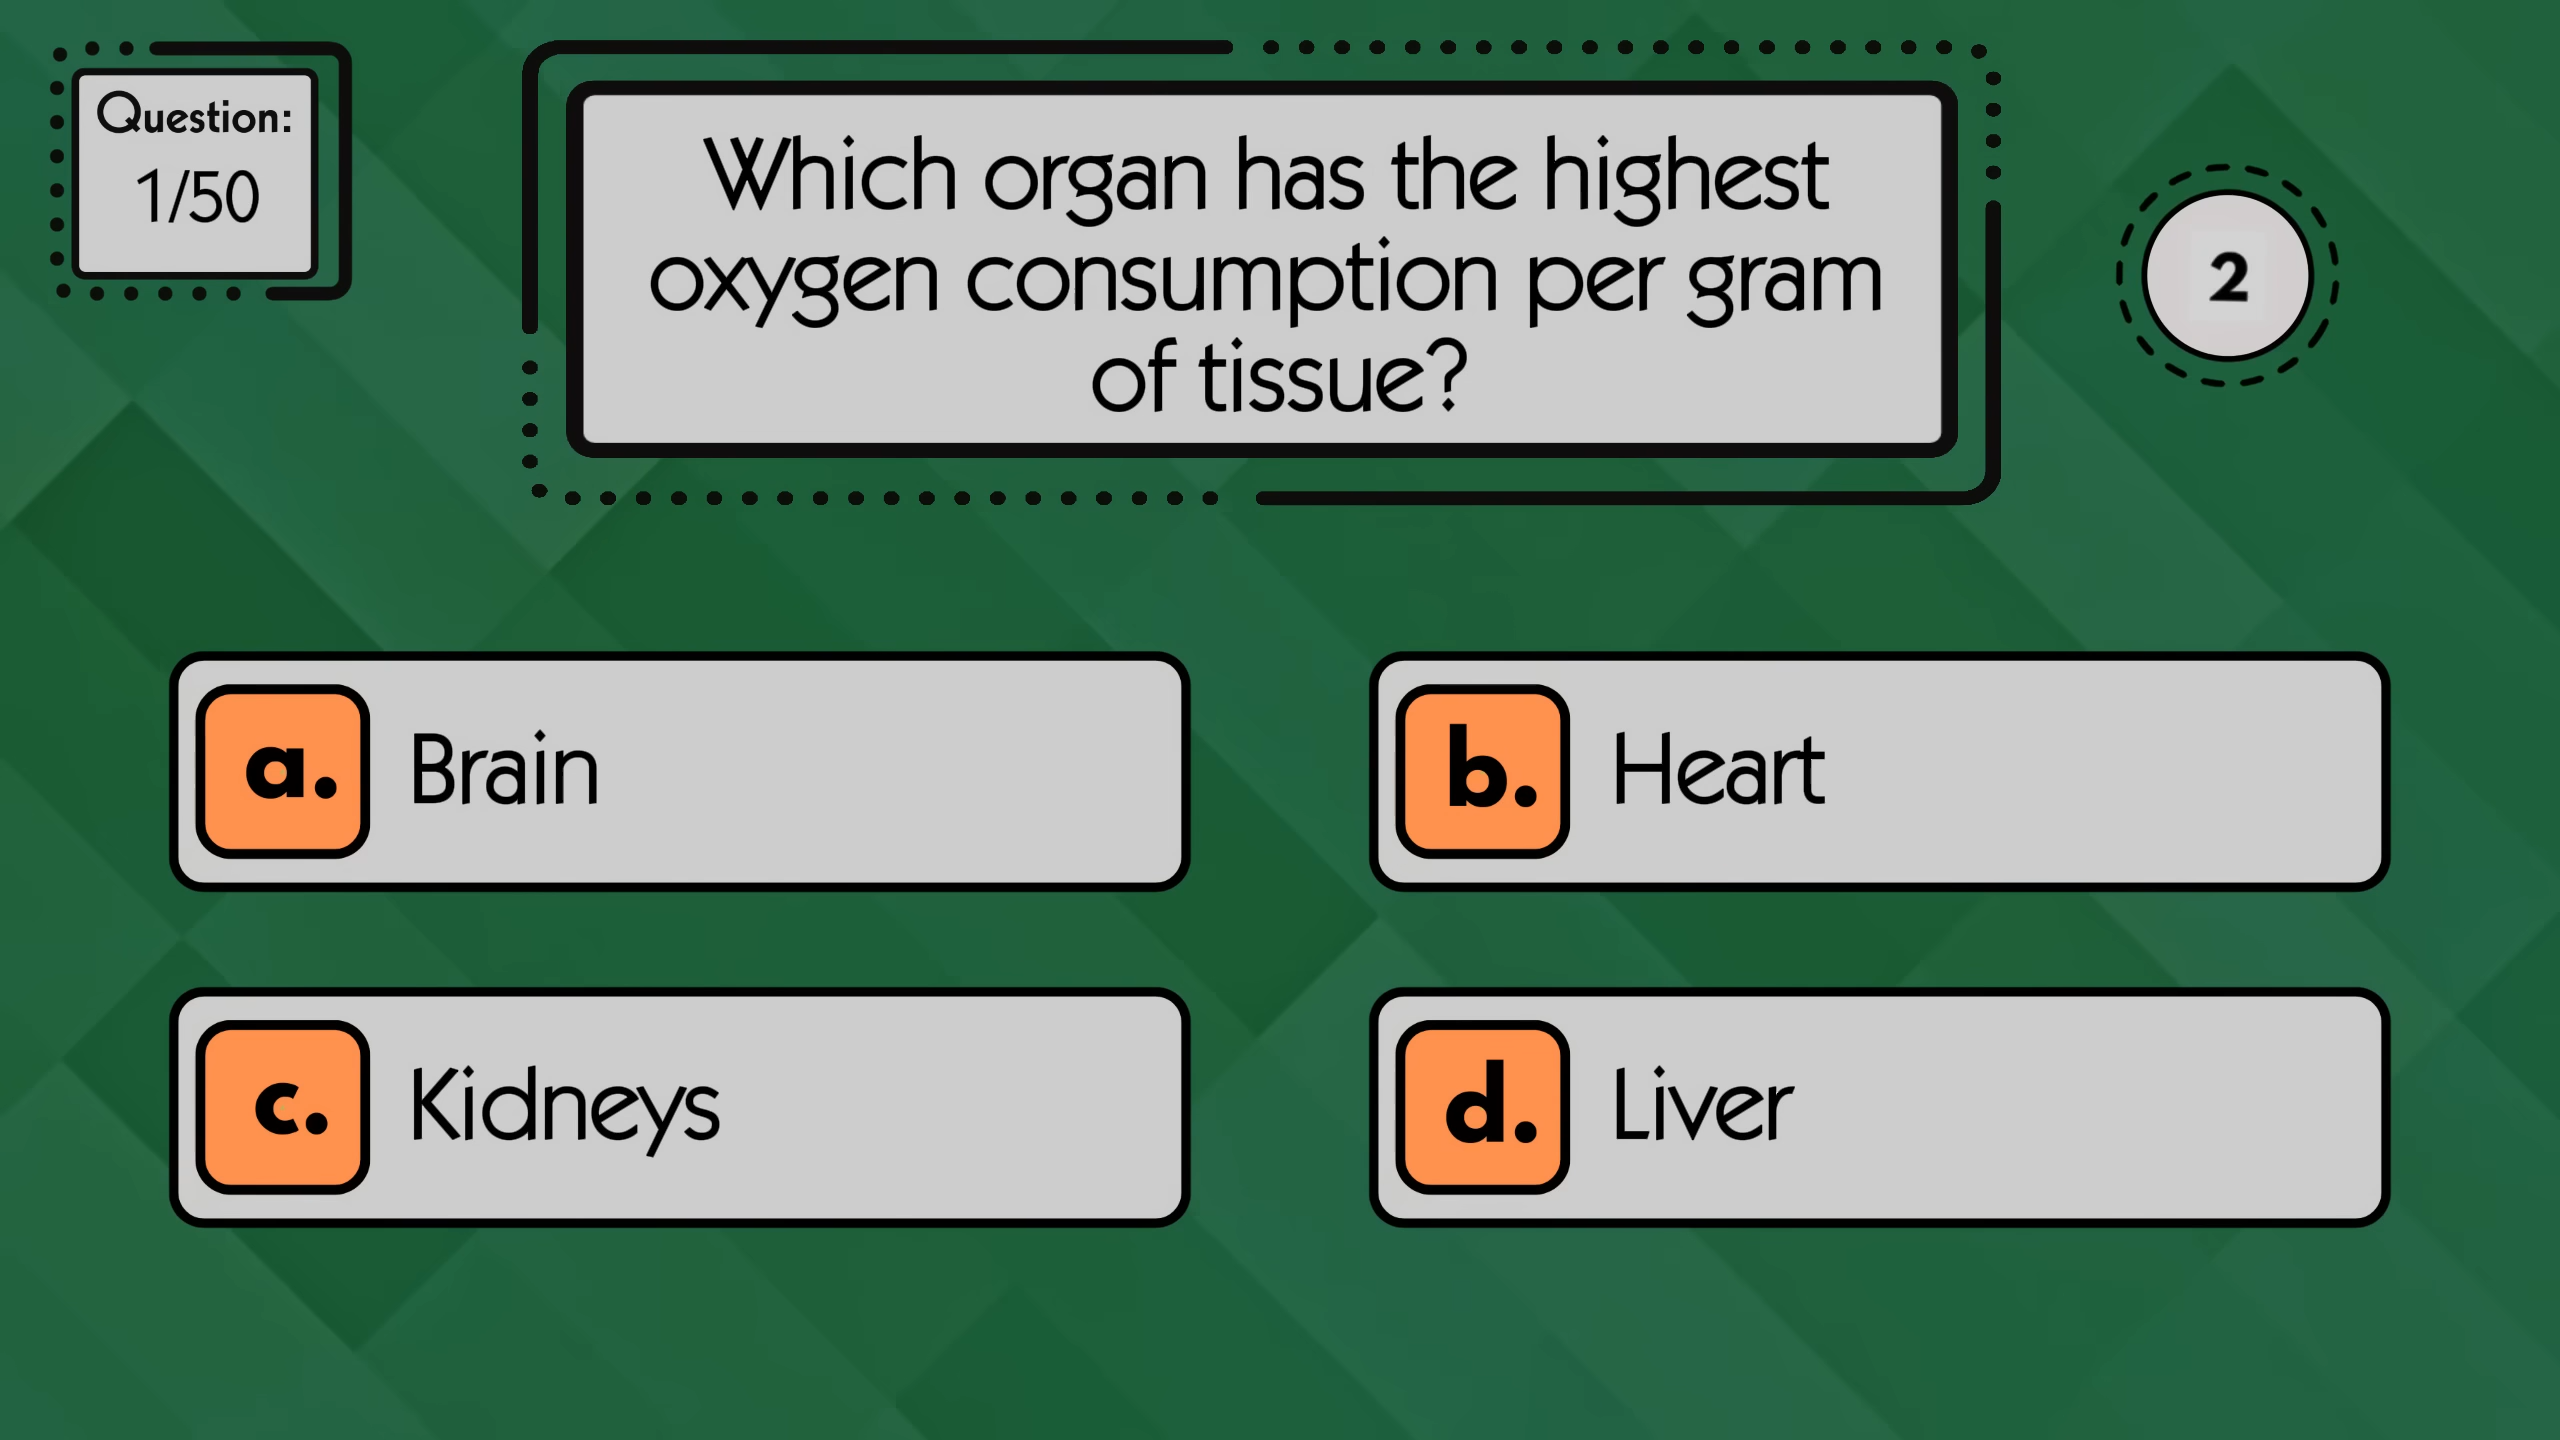 Question:
1/50
Which organ has the highest
oxygen consumption per gram
of tissue?
2
a. Brain
b. Heart
c. Kidneys
d. Liver